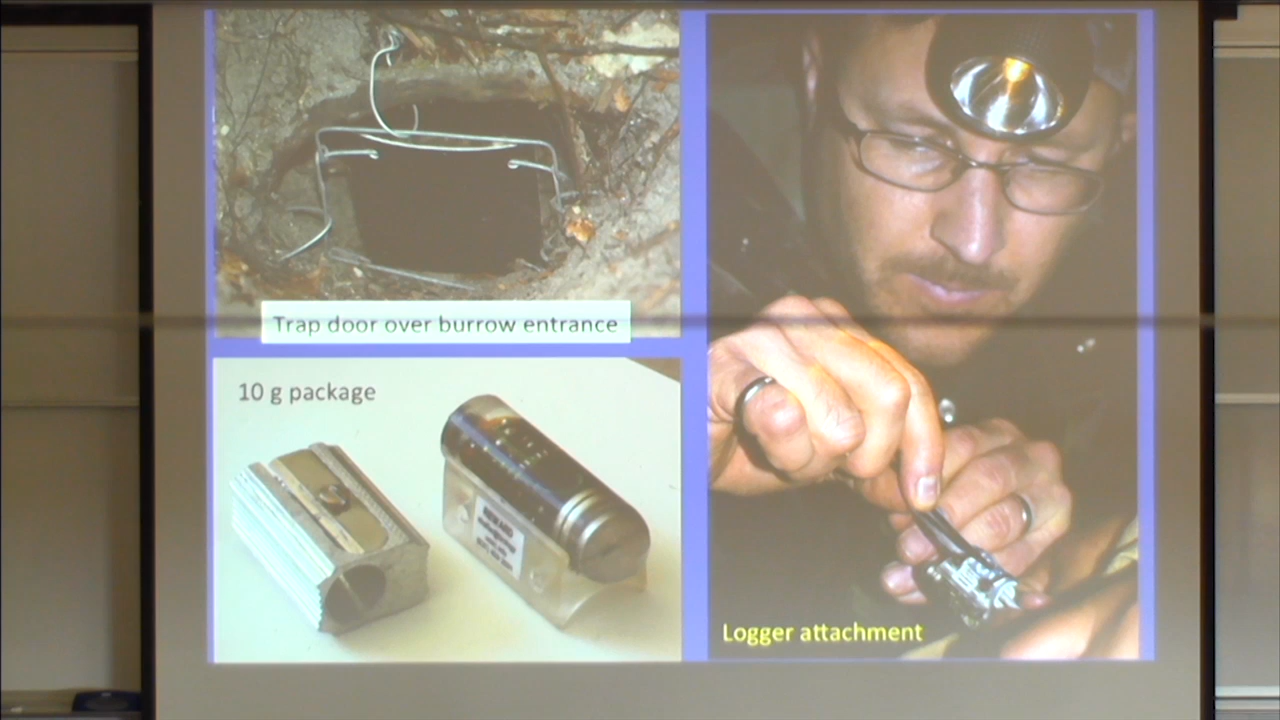 Trap door over burrow entrance
10 g package
Logger attachment